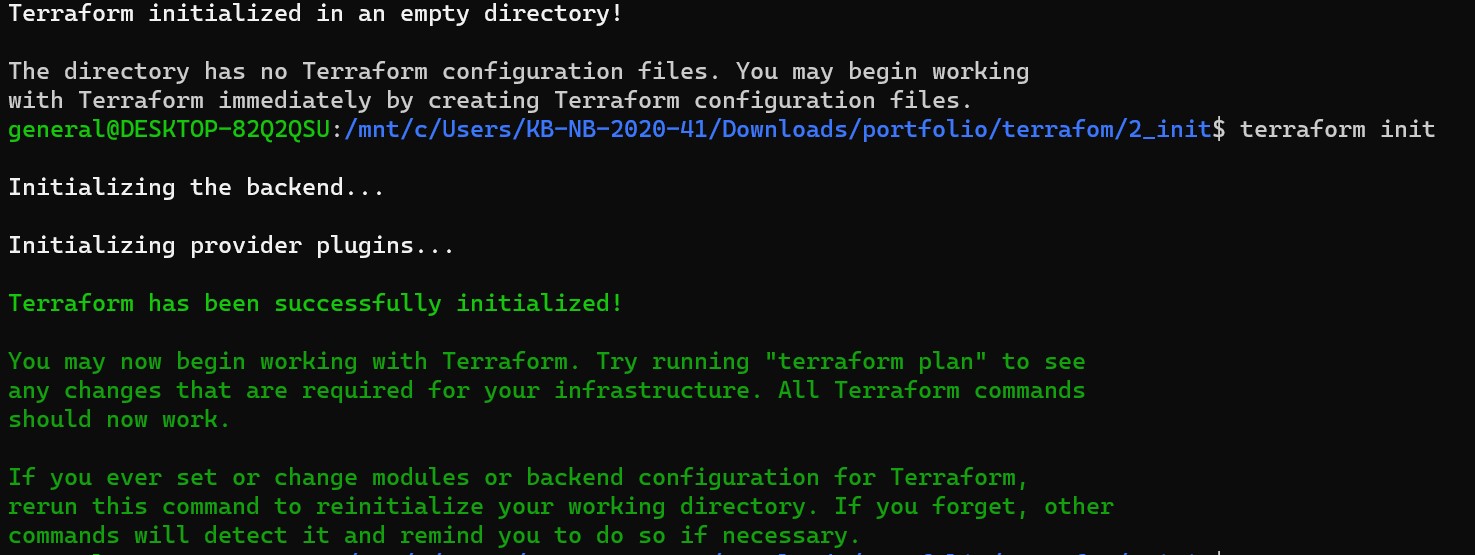 Terraform initialized in an empty directory!
The directory has no Terraform configuration files. You may begin working
with Terraform immediately by creating Terraform configuration files.
general@DESKTOP-82Q2QSU:/mnt/c/Users/KB-NB-2020-41/Downloads/portfolio/terrafom/2_init$ terraform init
Initializing the backend...
Initializing provider plugins...
Terraform has been successfully initialized!
You may now begin working with Terraform. Try running "terraform plan" to see
any changes that are required for your infrastructure. All Terraform commands
should now work.
If you ever set or change modules or backend configuration for Terraform,
rerun this command to reinitialize your working directory. If you forget, other
commands will detect it and remind you to do so if necessary.